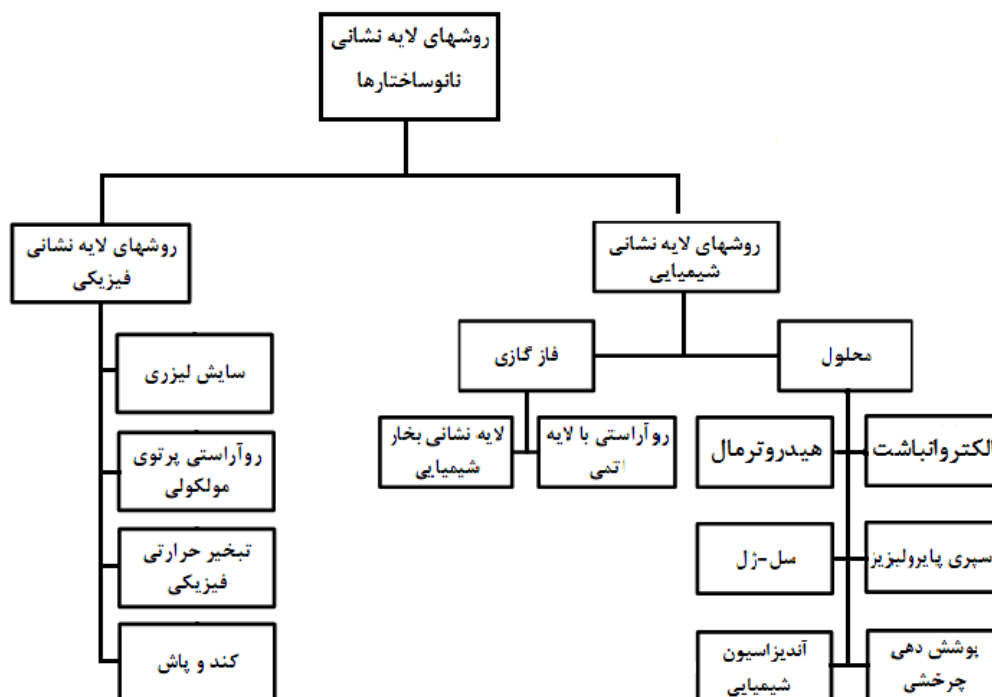 روشهای لایه نشانی
نانوساختارها
روشهای لایه نشانی
شیمیایی
روشهای لایه نشانی
فیزیکی
محلول
فاز گازی
الکتروانباشت
هیدروترمال
سپری پایرولیزیز
سل-ژل
پوشش دهی
چرخشی
آندیزاسیون
شیمیایی
روآراستی با لایه
اتمی
لایه نشانی بخار
شیمیایی
سایش لیزری
روآراستی پرتوی
مولکولی
تبخیر حرارتی
فیزیکی
کند و پاش